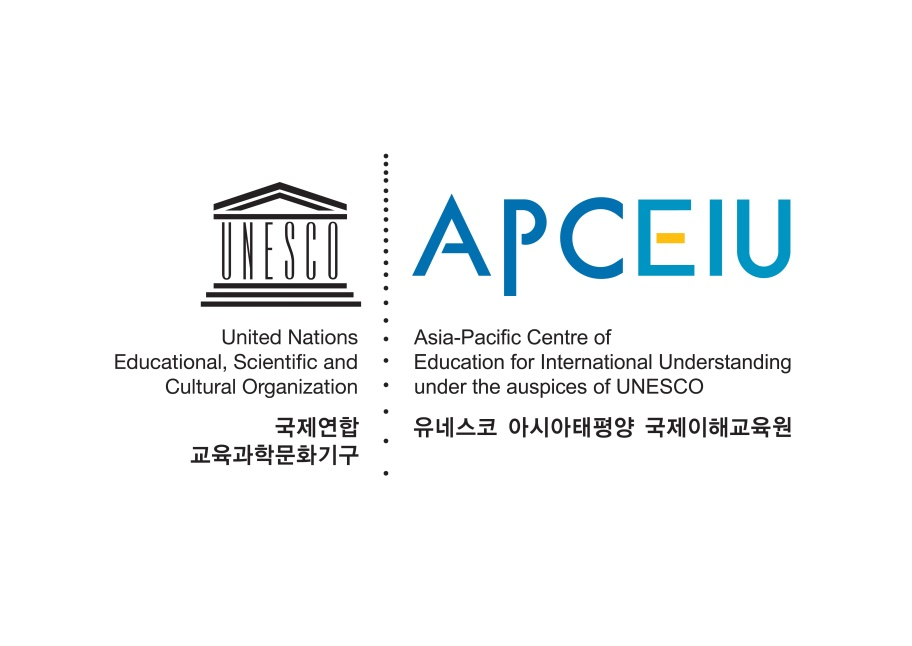 UNESCO
United Nations
Educational, Scientific and
Cultural Organization
국제연합
교육과학문화기구
APCEIU
Asia-Pacific Centre of
Education for International Understanding
under the auspices of UNESCO
유네스코 아시아태평양 국제이해교육원